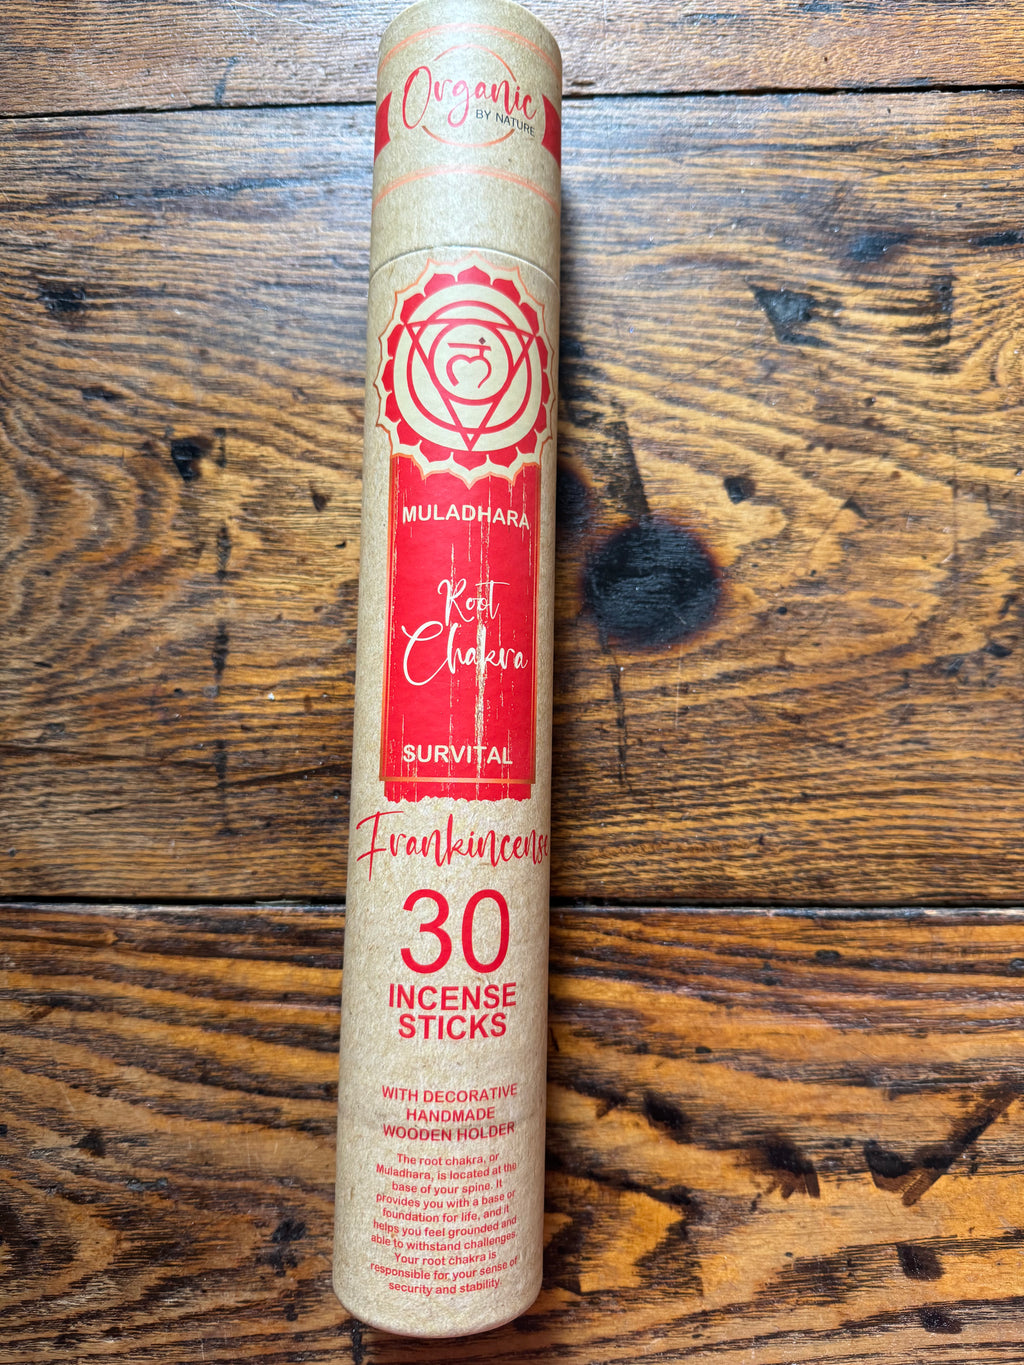 Organic
BY NATURE
लं
MULADHARA
Root
Chakra
SURVITAL
Frankincense
30
INCENSE
STICKS
WITH DECORATIVE
HANDMADE
WOODEN HOLDER
The root chakra, or
Muladhara, is located at the
base of your spine. It
provides you with a base or
foundation for life, and it
helps you feel grounded and
able to withstand challenges.
Your root chakra is
responsible for your sense of
security and stability.